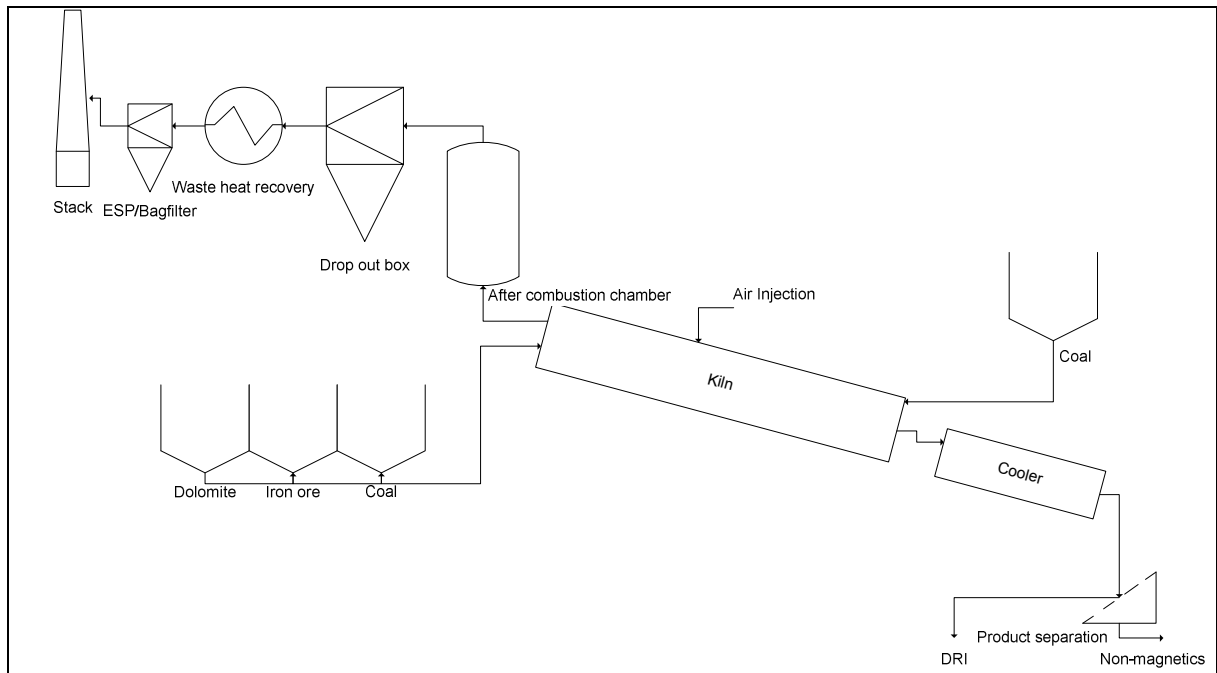 Waste heat recovery
Stack
ESP/Bagfilter
Drop out box
After combustion chamber
Air Injection
Coal
Kiln
Cooler
Dolomite
Iron ore
Coal
Product separation
DRI
Non-magnetics